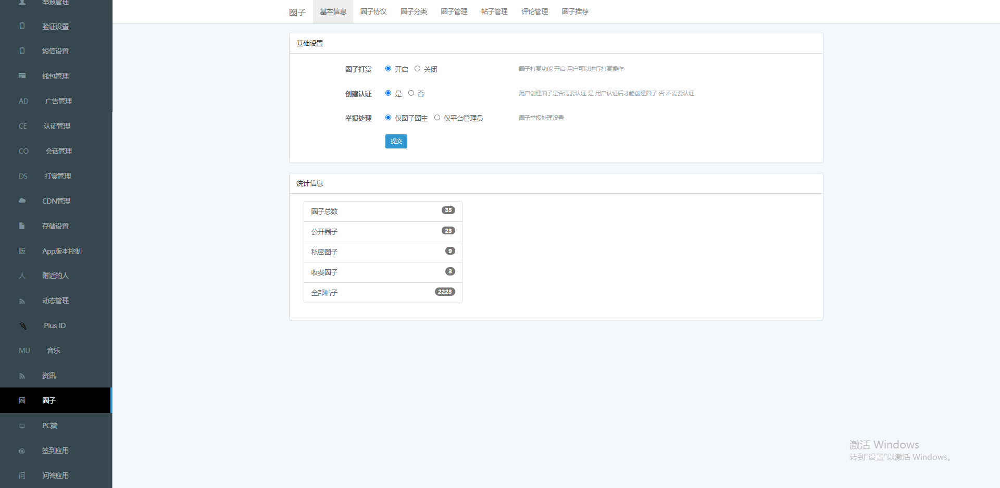 举报管理
验证设置
短信设置
钱包管理
AD 广告管理
CE 认证管理
CO 会话管理
DS 打赏管理
CDN管理
存储设置
版 App版本控制
人 附近的人
动态管理
Plus ID
MU 音乐
资讯
圈 圈子
PC端
签到应用
问 问答应用
圈子 基本信息 圈子协议 圈子分类 圈子管理 帖子管理 评论管理 圈子推荐
基础设置
圈子打赏 开启 关闭 圈子打赏功能 开启 用户可以进行打赏操作
创建认证 是 否 用户创建圈子是否需要认证 是 用户认证后才能创建圈子 否 不需要认证
举报处理 仅圈子圈主 仅平台管理员 圈子举报处理设置
提交
统计信息
圈子总数 35
公开圈子 23
私密圈子 9
收费圈子 3
全部帖子 2223
激活 Windows
转到"设置"以激活 Windows。